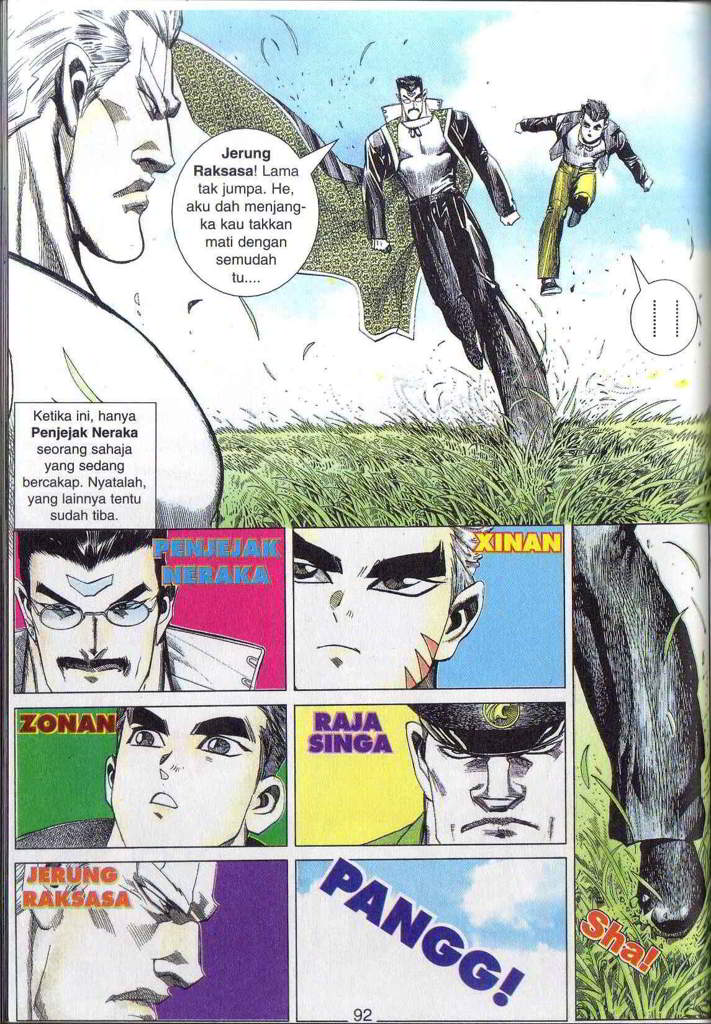 Jerung
Raksasa! Lama
tak jumpa. He,
aku dah menjang-
ka kau takkan
mati dengan
semudah
tu....
Ketika ini, hanya
Penjejak Neraka
seorang sahaja
yang sedang
bercakap. Nyatalah,
yang lainnya tentu
sudah tiba.
PENJEJAK
NERAKA
XINAN
ZONAN
RAJA
SINGA
JERUNG
RAKSASA
PANGG!
Sha!
92